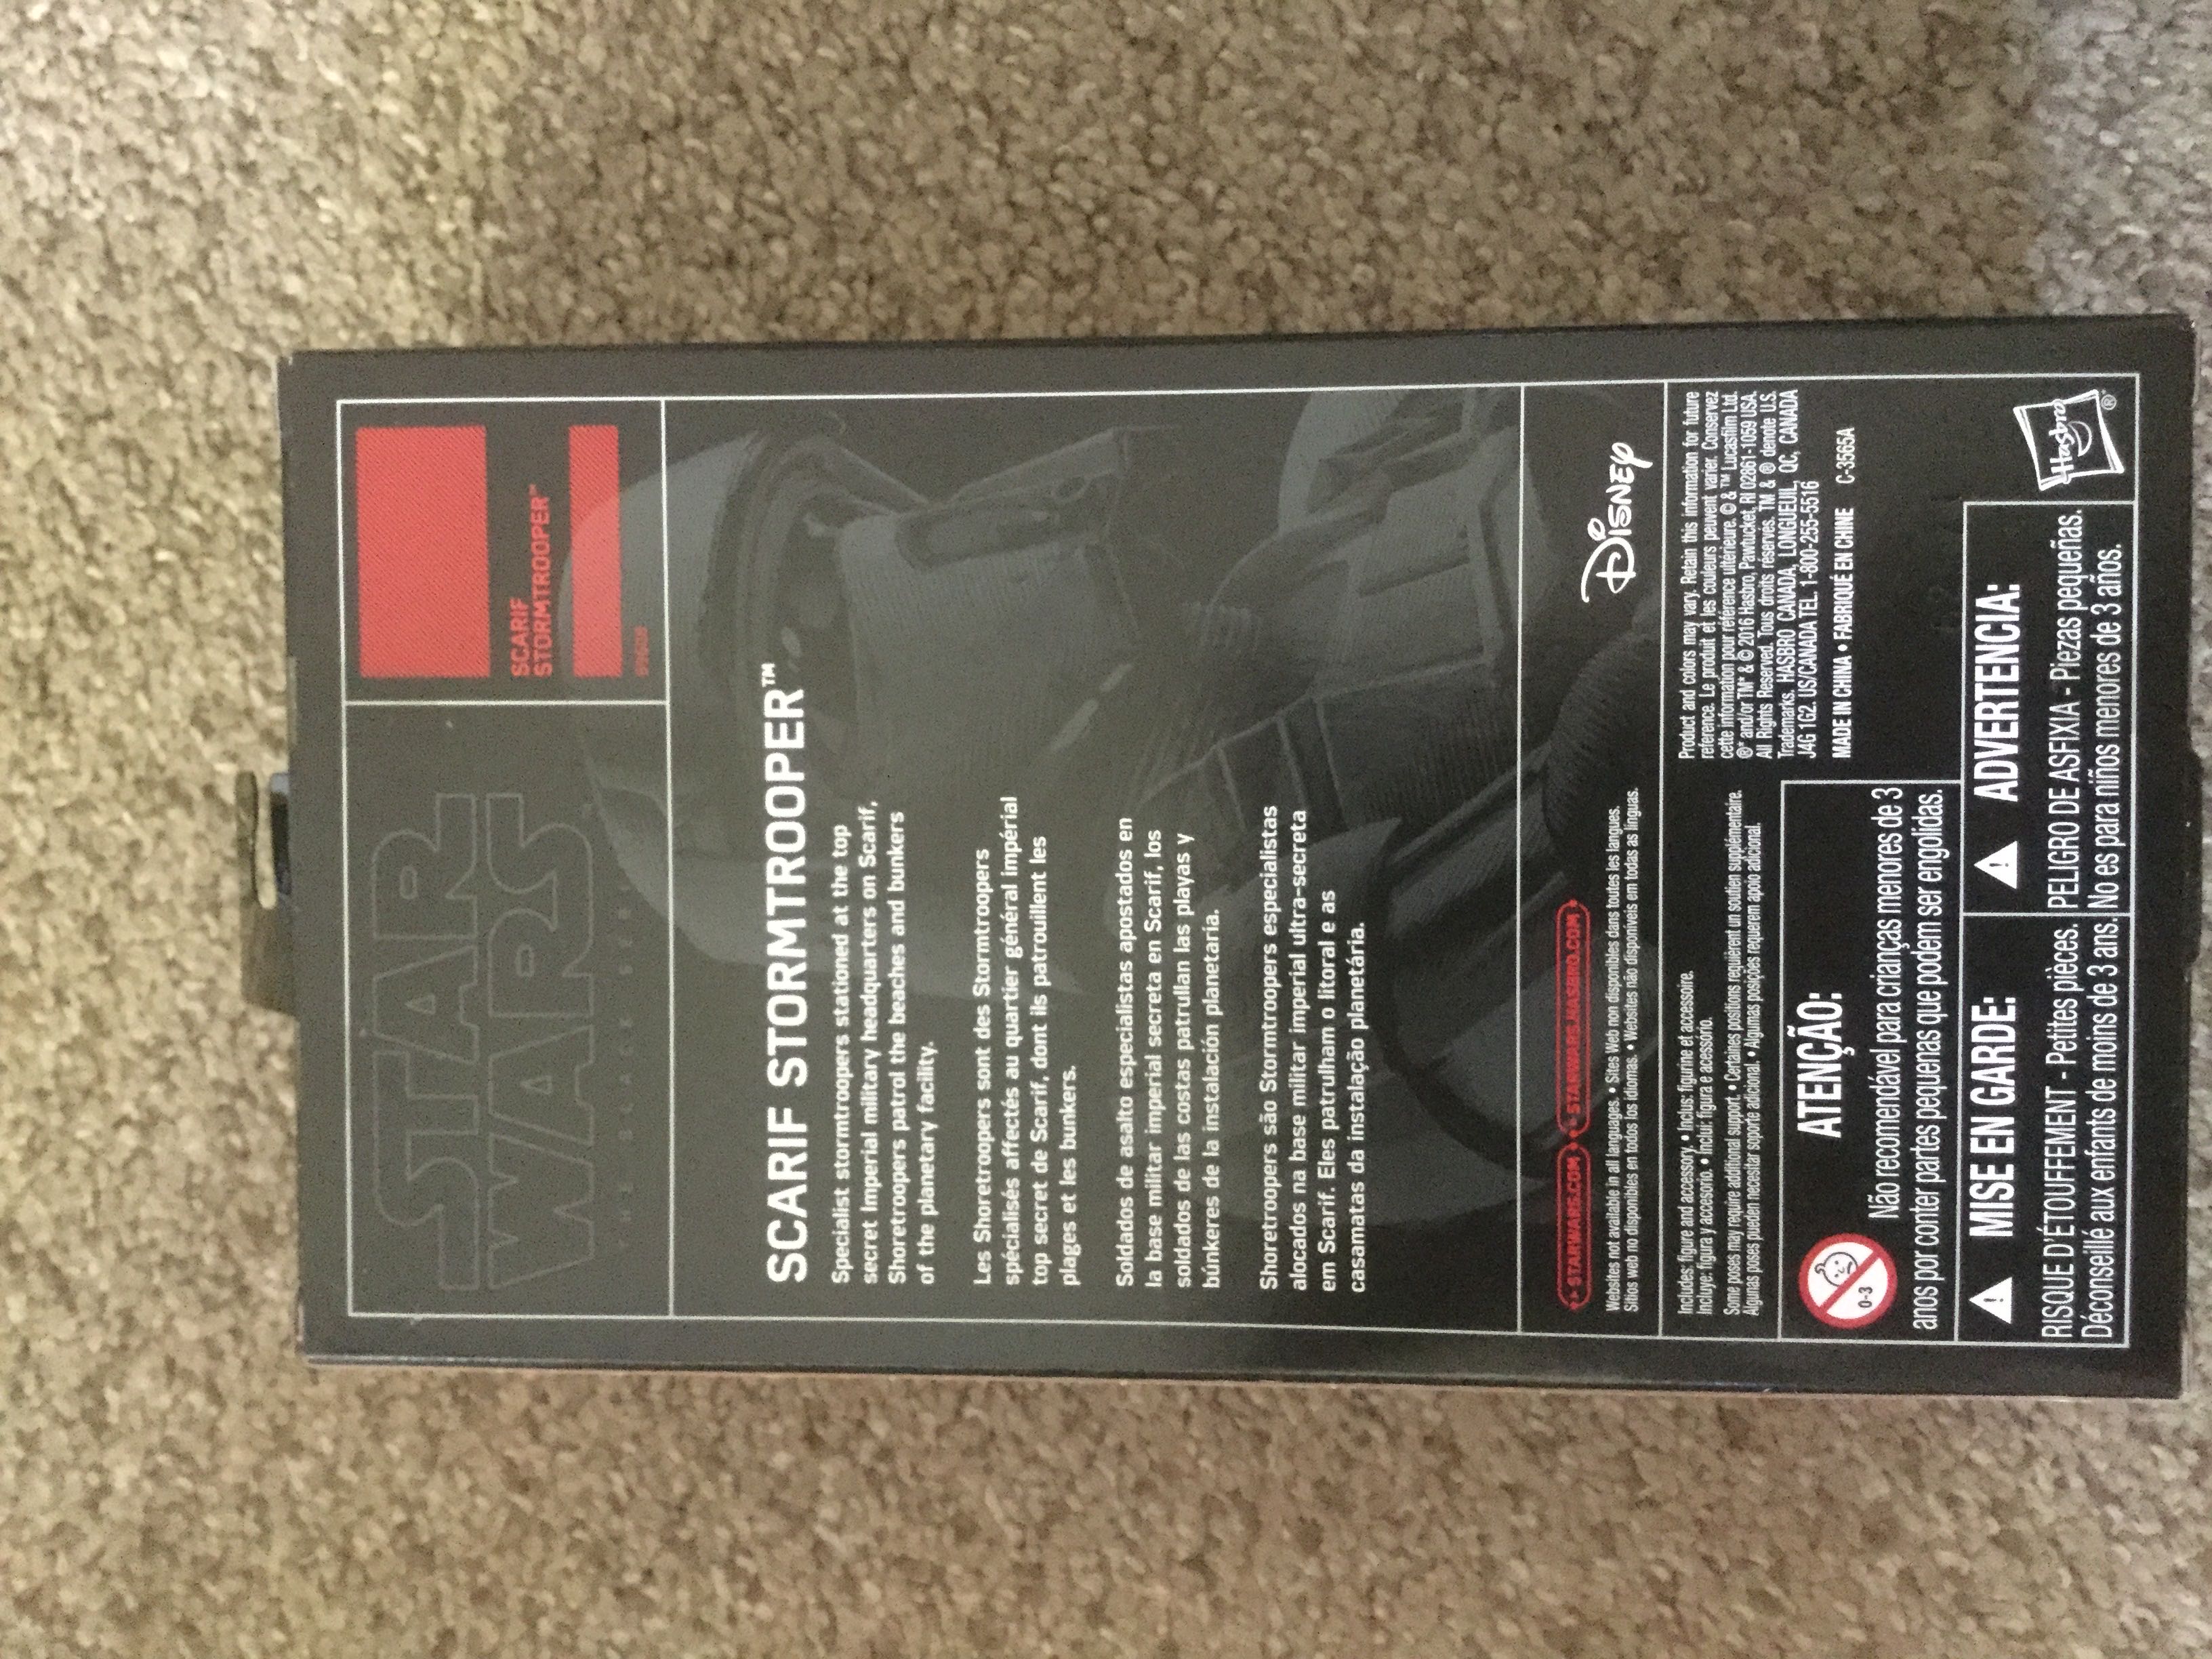 STAR
WARS
THE BLACK SERIES
SCARIF
STORMTROOPER™
SCARIF STORMTROOPER™
Specialist stormtroopers stationed at the top
secret Imperial military headquarters on Scarif,
Shoretroopers patrol the beaches and bunkers
of the planetary facility.
Les Shoretroopers sont des Stormtroopers
spécialisés affectés au quartier général impérial
top secret de Scarif, dont ils patrouillent les
plages et les bunkers.
Soldados de asalto especialistas apostados en
la base militar imperial secreta en Scarif, los
soldados de las costas patrullan las playas y
búnkeres de la instalación planetaria.
Shoretroopers são Stormtroopers especialistas
alocados na base militar imperial ultra-secreta
em Scarif. Eles patrulham o litoral e as
casamatas da instalação planetária.
STARWARS.COM STARWARS.HASBRO.COM
Websites not available in all languages. • Sites Web non disponibles dans toutes les langues.
Sitios web no disponibles en todos los idiomas. • Websites não disponíveis em todas as línguas.
Disney
Includes: figure and accessory. • Inclus: figurine et accessoire.
Incluye: figura y accesorio. • Inclui: figura e acessório.
Some poses may require additional support. • Certaines positions requièrent un soutien supplémentaire.
Algunas poses pueden necesitar soporte adicional. • Algumas posições requerem apoio adicional.
Product and colors may vary. Retain this information for future
reference. Le produit et les couleurs peuvent varier. Conservez
cette information pour référence ultérieure. © & ™ Lucasfilm Ltd.
®* and/or TM* & © 2016 Hasbro, Pawtucket, RI 02861-1059 USA.
All Rights Reserved. Tous droits réservés. TM & ® denote U.S.
Trademarks. HASBRO CANADA, LONGUEUIL, QC, CANADA
J4G 1G2. US/CANADA TEL. 1-800-255-5516
MADE IN CHINA • FABRIQUÉ EN CHINE C-3565A
0-3
ATENÇÃO:
Não recomendável para crianças menores de 3
anos por conter partes pequenas que podem ser engolidas.
MISE EN GARDE:
RISQUE D'ÉTOUFFEMENT - Petites pièces.
Déconseillé aux enfants de moins de 3 ans.
ADVERTENCIA:
PELIGRO DE ASFIXIA - Piezas pequeñas.
No es para niños menores de 3 años.
Hasbro®